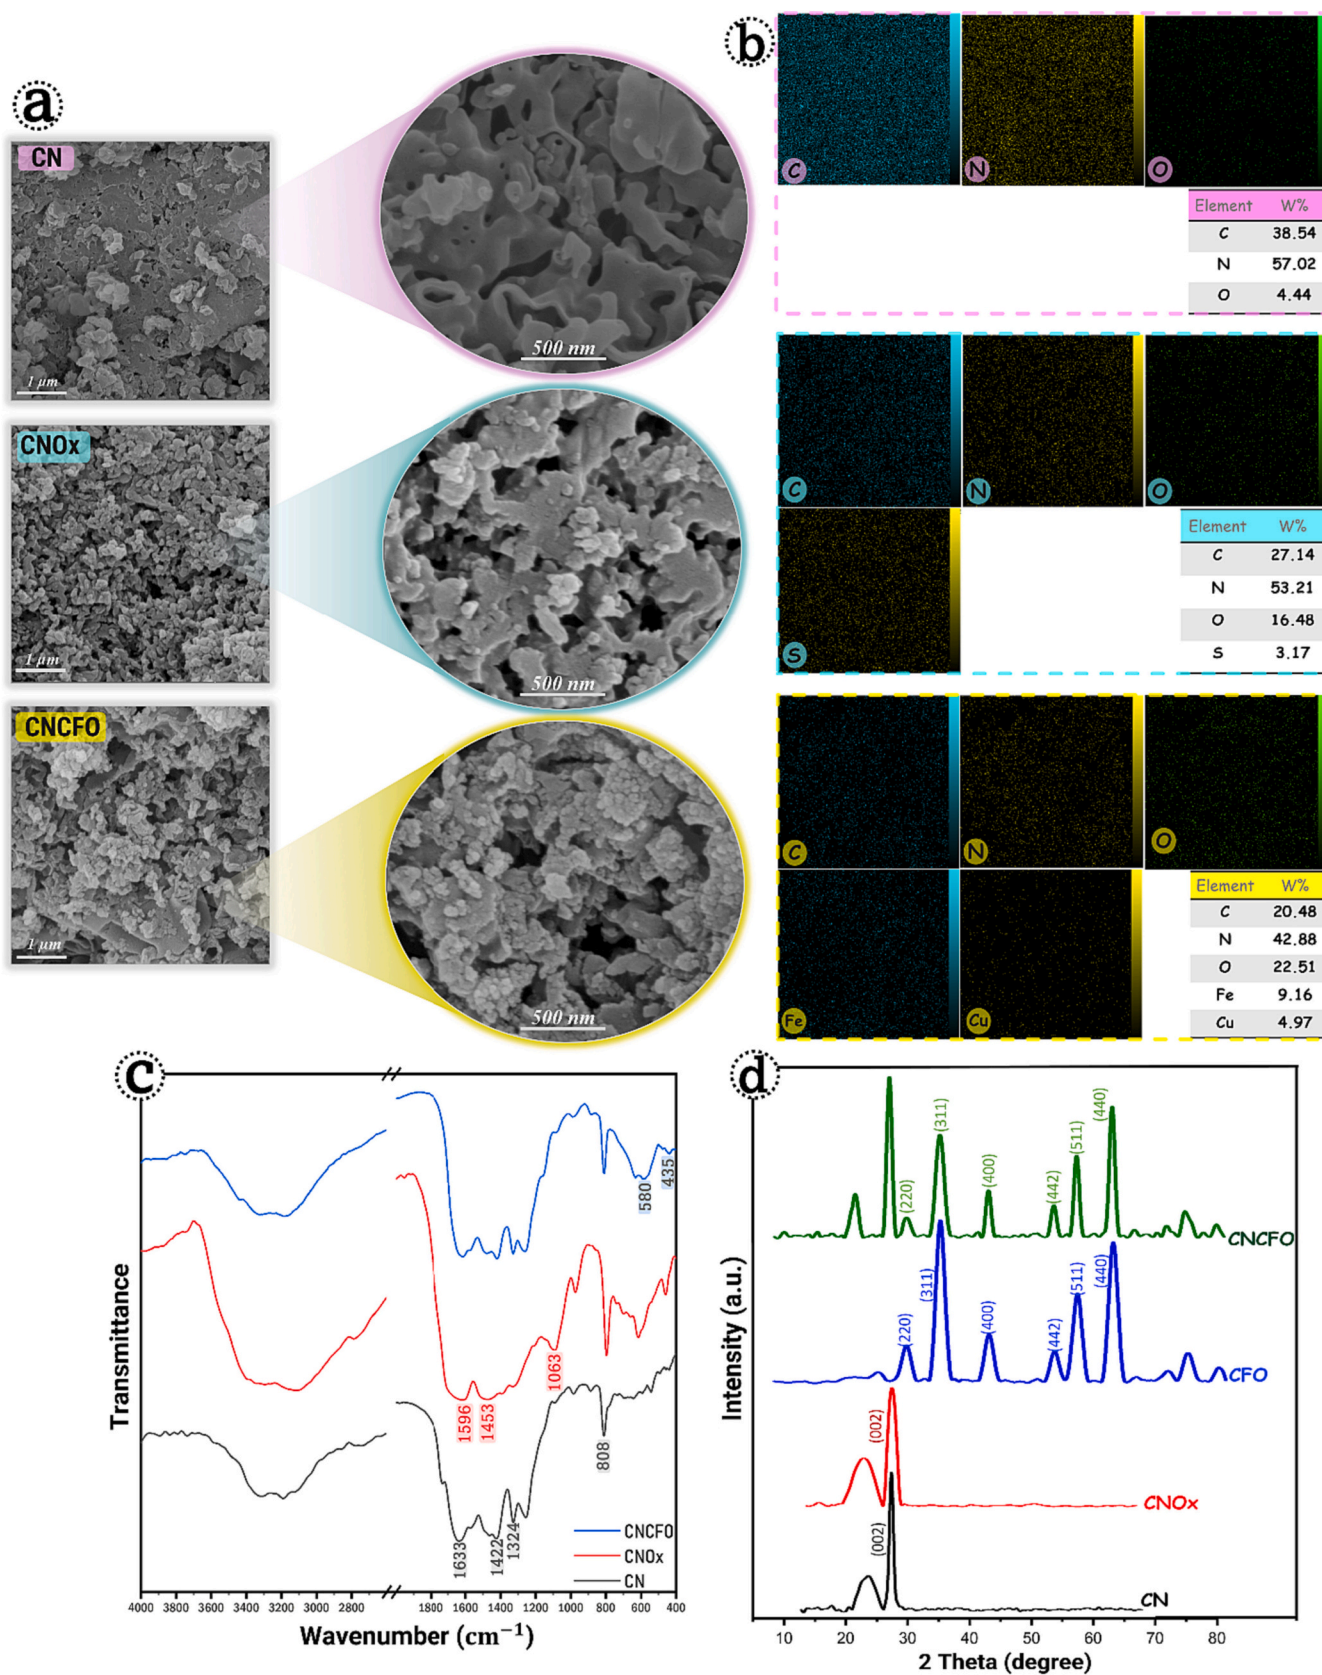 a
CN
1 µm
500 nm
CNOx
1 µm
500 nm
CNCFO
1 µm
500 nm
b
C
N
O
Element W%
C 38.54
N 57.02
O 4.44
C
N
O
S
Element W%
C 27.14
N 53.21
O 16.48
S 3.17
C
N
O
Fe
Cu
Element W%
C 20.48
N 42.88
O 22.51
Fe 9.16
Cu 4.97
c
Transmittance
580
435
1596
1453
1063
1633
1422
1324
808
CNCFO
CNOx
CN
4000 3600 3200 2800 1800 1600 1400 1200 1000 800 600 400
Wavenumber (cm⁻¹)
d
Intensity (a.u.)
(220)
(311)
(400)
(442)
(511)
(440)
CNCFO
(220)
(311)
(400)
(442)
(511)
(440)
CFO
(002)
CNOx
(002)
CN
10 20 30 40 50 60 70 80
2 Theta (degree)